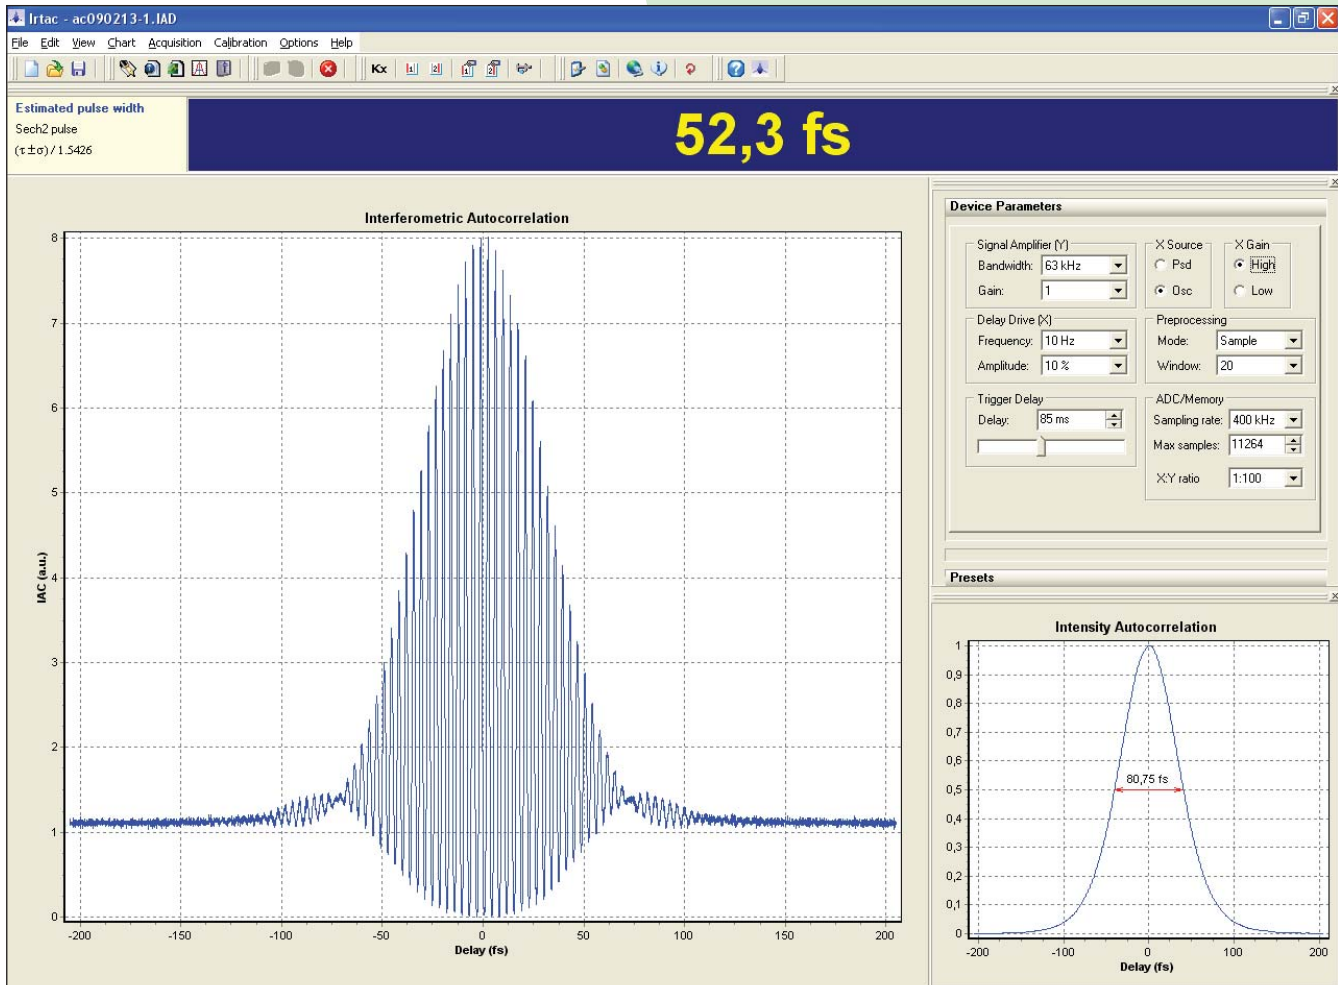 Irtac - ac090213-1.IAD
File Edit View Chart Acquisition Calibration Options Help
Kx
Estimated pulse width
Sech2 pulse
(τ±σ) / 1.5426
52,3 fs
Interferometric Autocorrelation
8
7
6
5
4
3
2
1
0
IAC (a.u.)
-200 -150 -100 -50 0 50 100 150 200
Delay (fs)
Device Parameters
Signal Amplifier (Y)
Bandwidth: 63 kHz
Gain: 1
X Source
Psd
Osc
X Gain
High
Low
Delay Drive (X)
Frequency: 10 Hz
Amplitude: 10 %
Preprocessing
Mode: Sample
Window: 20
Trigger Delay
Delay: 85 ms
ADC/Memory
Sampling rate: 400 kHz
Max samples: 11264
X:Y ratio 1:100
Presets
Intensity Autocorrelation
1
0,9
0,8
0,7
0,6
0,5
0,4
0,3
0,2
0,1
0
80,75 fs
-200 -100 0 100 200
Delay (fs)